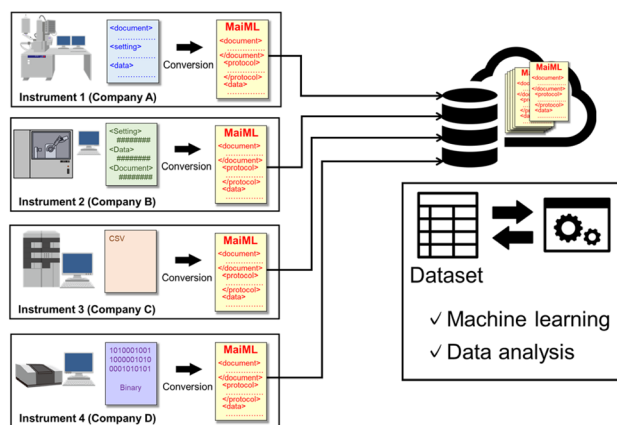 <document>
..............
<setting>
..............
<data>
..............
Conversion
MaiML
<document>
..............
</document>
<protocol>
..............
</protocol>
<data>
..............
Instrument 1 (Company A)
<Setting>
########
<Data>
########
<Document>
########
Conversion
MaiML
<document>
..............
</document>
<protocol>
..............
</protocol>
<data>
..............
Instrument 2 (Company B)
CSV
Conversion
MaiML
<document>
..............
</document>
<protocol>
..............
</protocol>
<data>
..............
Instrument 3 (Company C)
1010001001
1000001010
0001010101
Binary
Conversion
MaiML
<document>
..............
</document>
<protocol>
..............
</protocol>
<data>
..............
Instrument 4 (Company D)
MaiML
<document>
..............
</document>
<protocol>
..............
</protocol>
<data>
..............
Dataset
✓ Machine learning
✓ Data analysis